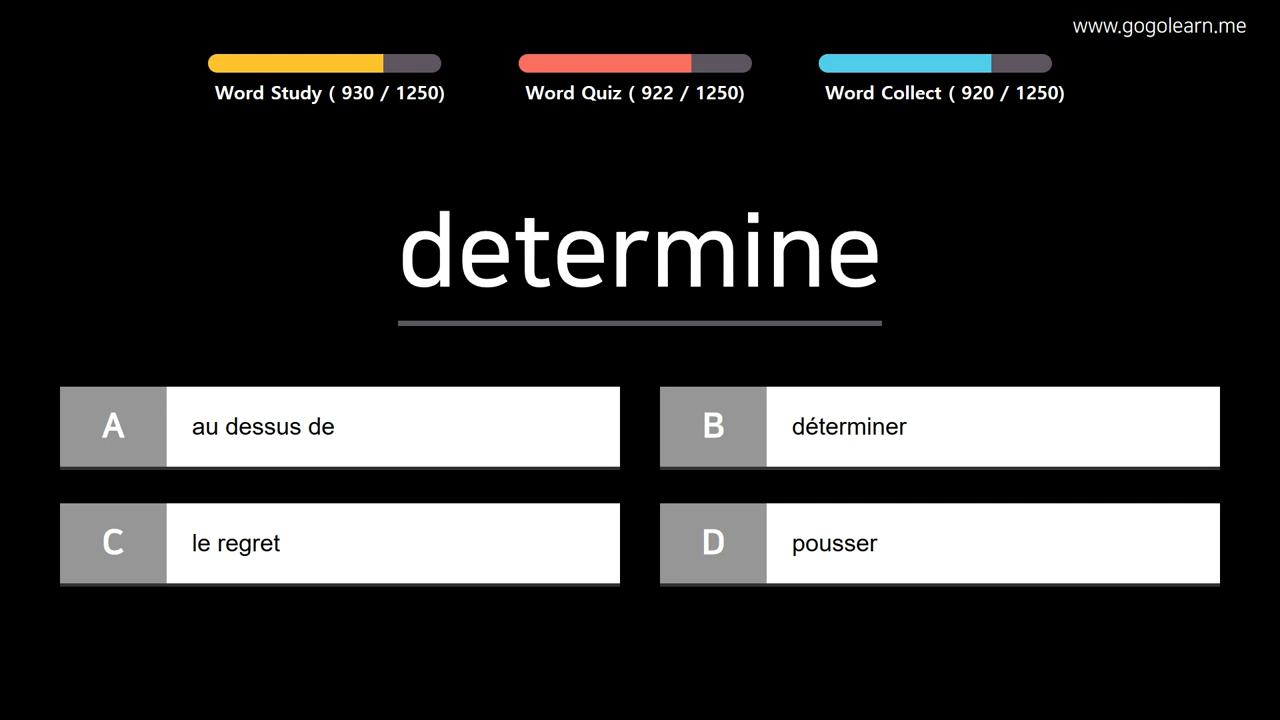 www.gogolearn.me
Word Study ( 930 / 1250)
Word Quiz ( 922 / 1250)
Word Collect ( 920 / 1250)
determine
A au dessus de
B déterminer
C le regret
D pousser